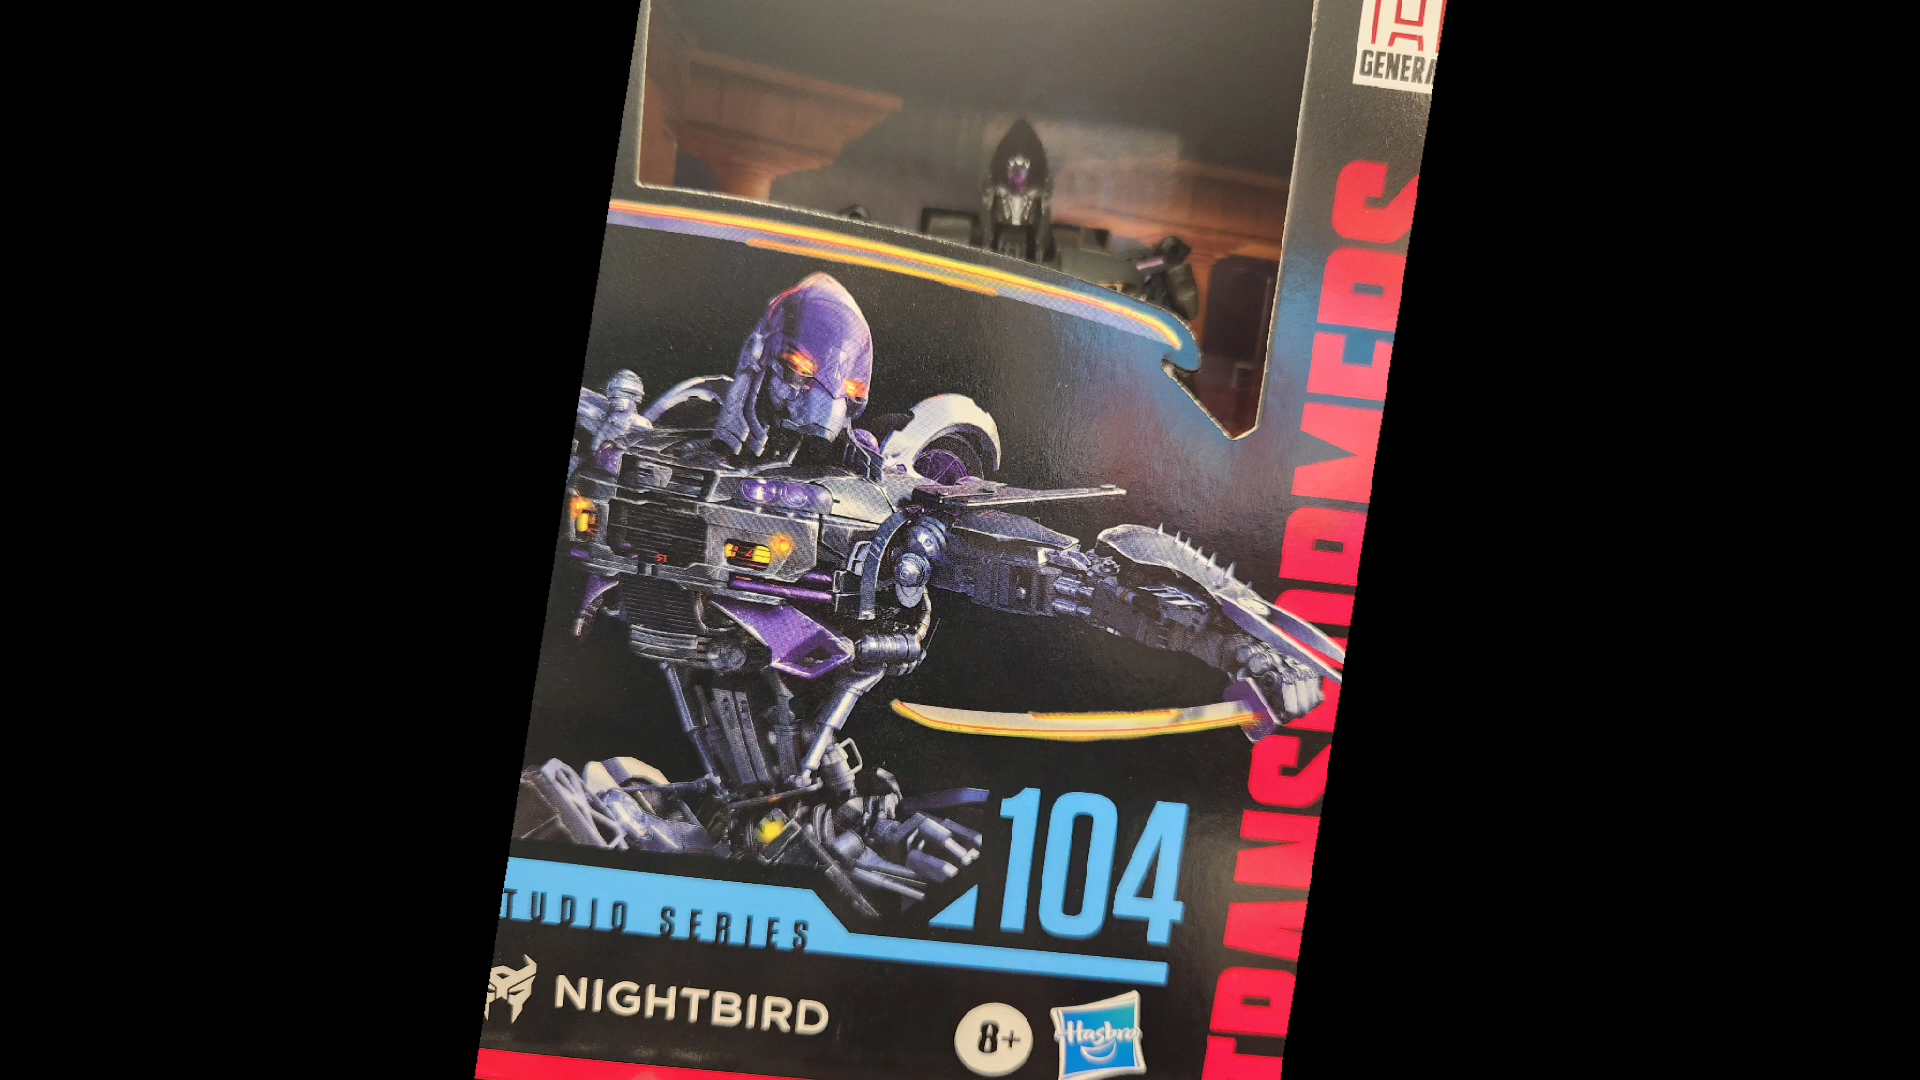 GENERA
TRANSFORMERS
104
TUDIO SERIES
NIGHTBIRD
8+
Hasbro